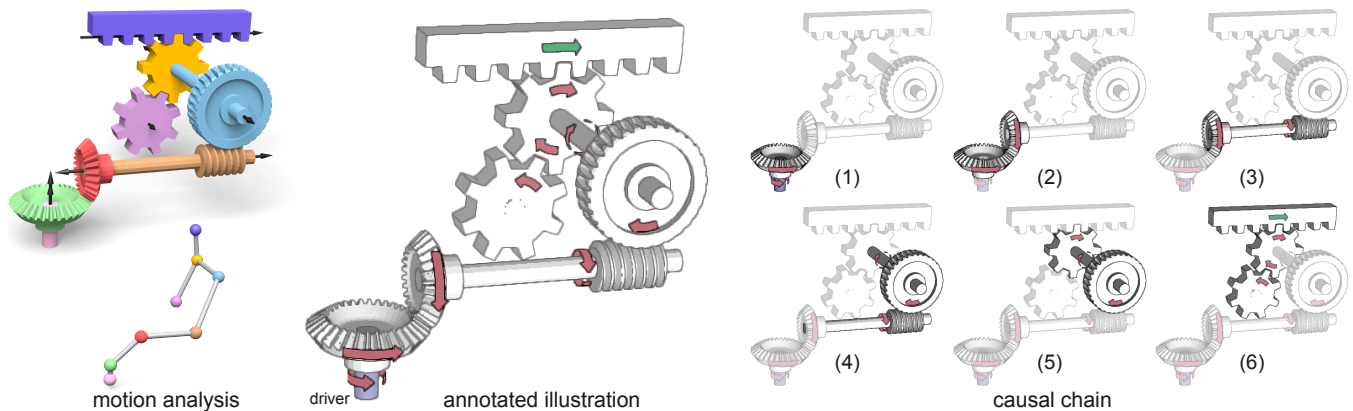 (1)
(2)
(3)
(4)
(5)
(6)
driver
motion analysis
annotated illustration
causal chain